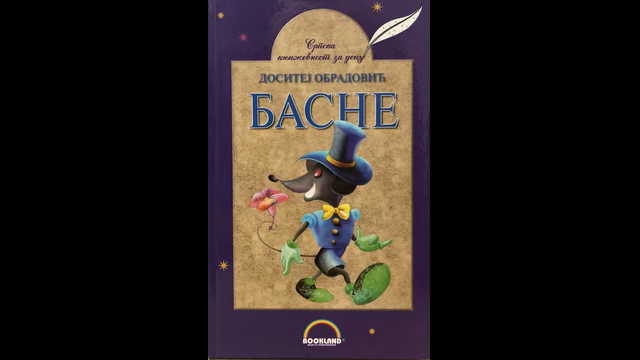 Српска
књижевност за децу
ДОСИТЕЈ ОБРАДОВИЋ
БАСНЕ
BOOKLAND®